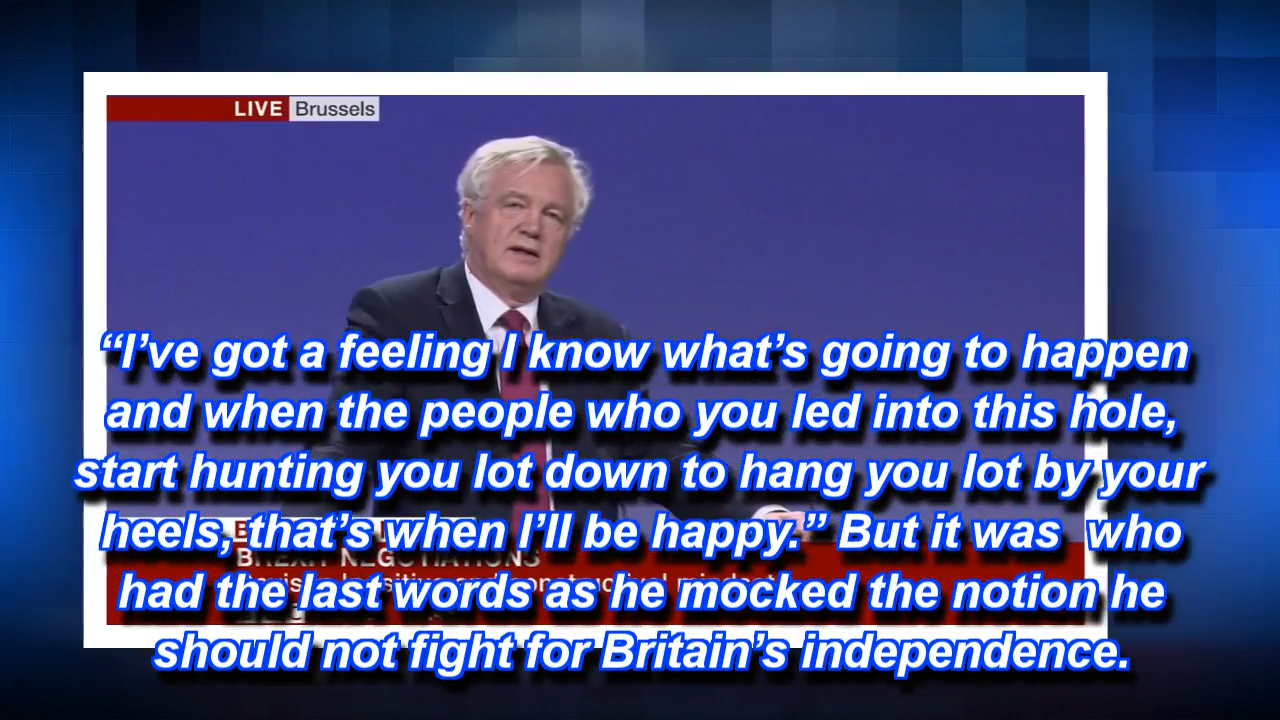 LIVE Brussels
“I’ve got a feeling I know what’s going to happen
and when the people who you led into this hole,
start hunting you lot down to hang you lot by your
heels, that’s when I’ll be happy.” But it was who
BREXIT NEGOTIATIONS
had the last words as he mocked the notion he
should not fight for Britain’s independence.